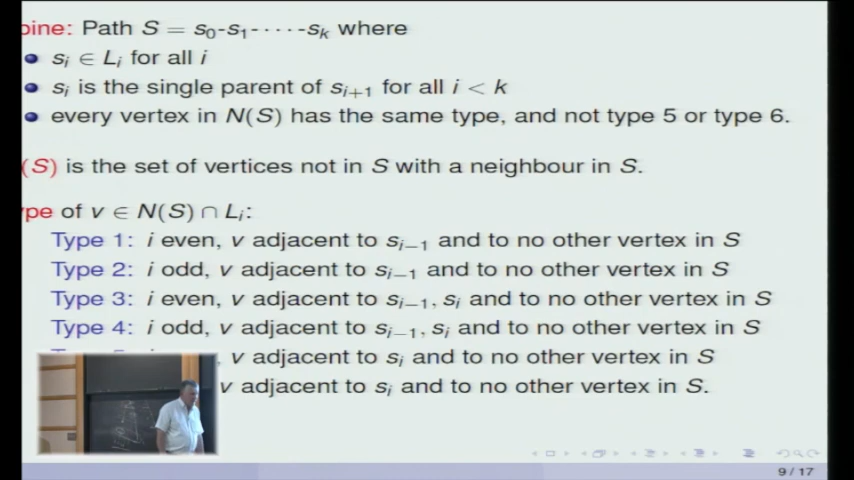 pine: Path S = s₀-s₁-····-sₖ where
sᵢ ∈ Lᵢ for all i
sᵢ is the single parent of sᵢ₊₁ for all i < k
every vertex in N(S) has the same type, and not type 5 or type 6.
(S) is the set of vertices not in S with a neighbour in S.
ype of v ∈ N(S) ∩ Lᵢ:
Type 1: i even, v adjacent to sᵢ₋₁ and to no other vertex in S
Type 2: i odd, v adjacent to sᵢ₋₁ and to no other vertex in S
Type 3: i even, v adjacent to sᵢ₋₁, sᵢ and to no other vertex in S
Type 4: i odd, v adjacent to sᵢ₋₁, sᵢ and to no other vertex in S
, v adjacent to sᵢ and to no other vertex in S
v adjacent to sᵢ and to no other vertex in S.
9 / 17